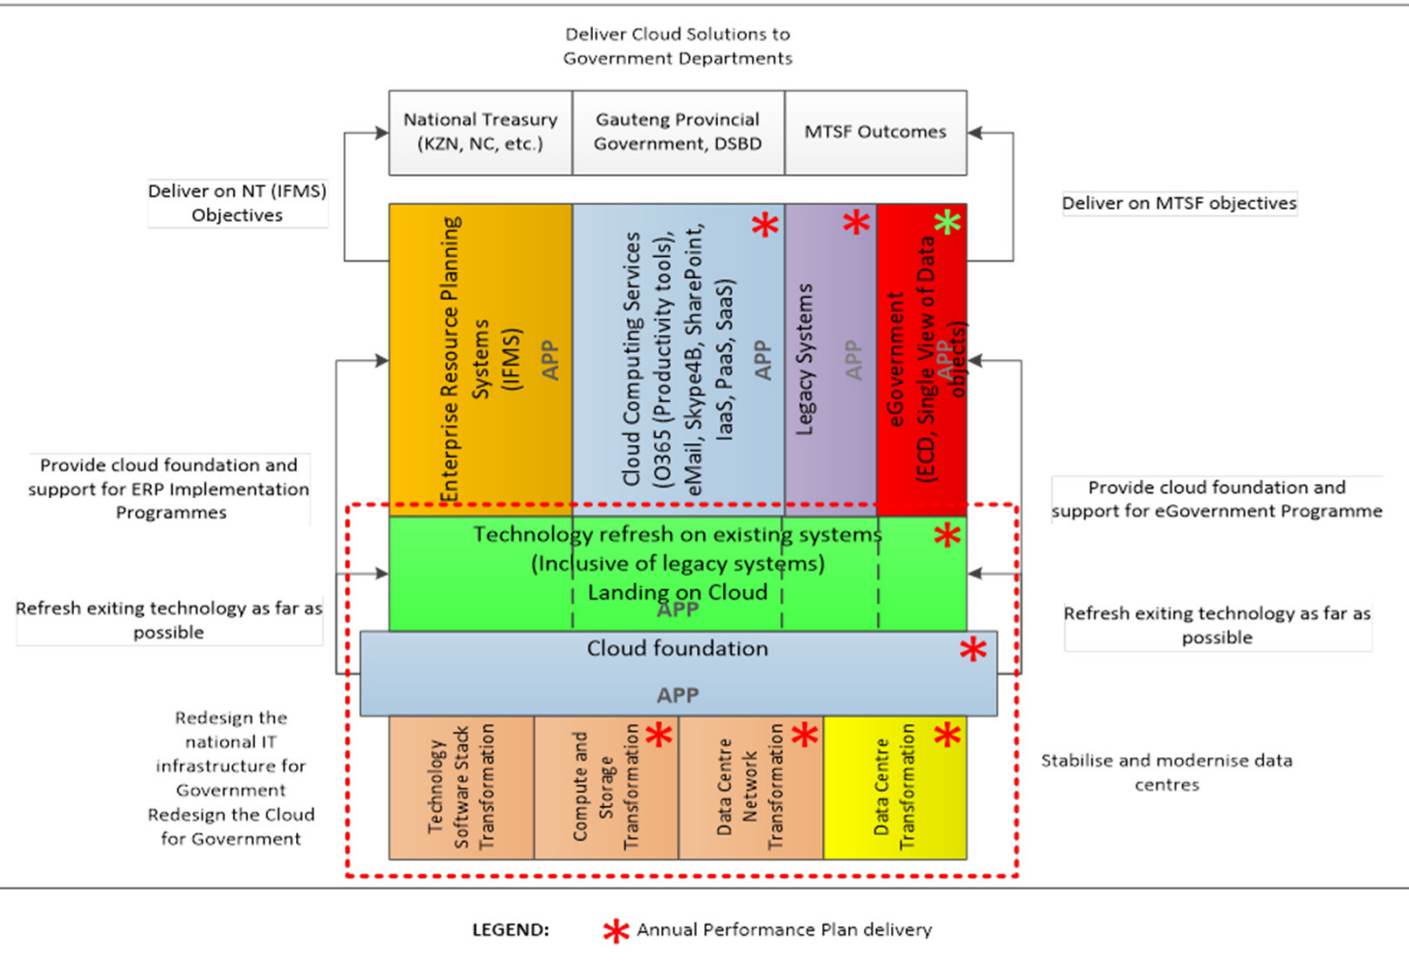 Deliver Cloud Solutions to
Government Departments
National Treasury
(KZN, NC, etc.)
Gauteng Provincial
Government, DSBD
MTSF Outcomes
Deliver on NT (IFMS)
Objectives
Deliver on MTSF objectives
Enterprise Resource Planning
Systems
(IFMS)
APP
Cloud Computing Services
(O365 (Productivity tools),
eMail, Skype4B, SharePoint,
IaaS, PaaS, SaaS)
APP
Legacy Systems
APP
eGovernment
(ECD, Single View of Data
objects)
APP
Provide cloud foundation and
support for ERP Implementation
Programmes
Provide cloud foundation and
support for eGovernment Programme
Technology refresh on existing systems
(Inclusive of legacy systems)
Landing on Cloud
APP
Refresh exiting technology as far as
possible
Refresh exiting technology as far as
possible
Cloud foundation
APP
Redesign the
national IT
infrastructure for
Government
Redesign the Cloud
for Government
Technology
Software Stack
Transformation
Compute and
Storage
Transformation
Data Centre
Network
Transformation
Data Centre
Transformation
Stabilise and modernise data
centres
LEGEND:
Annual Performance Plan delivery